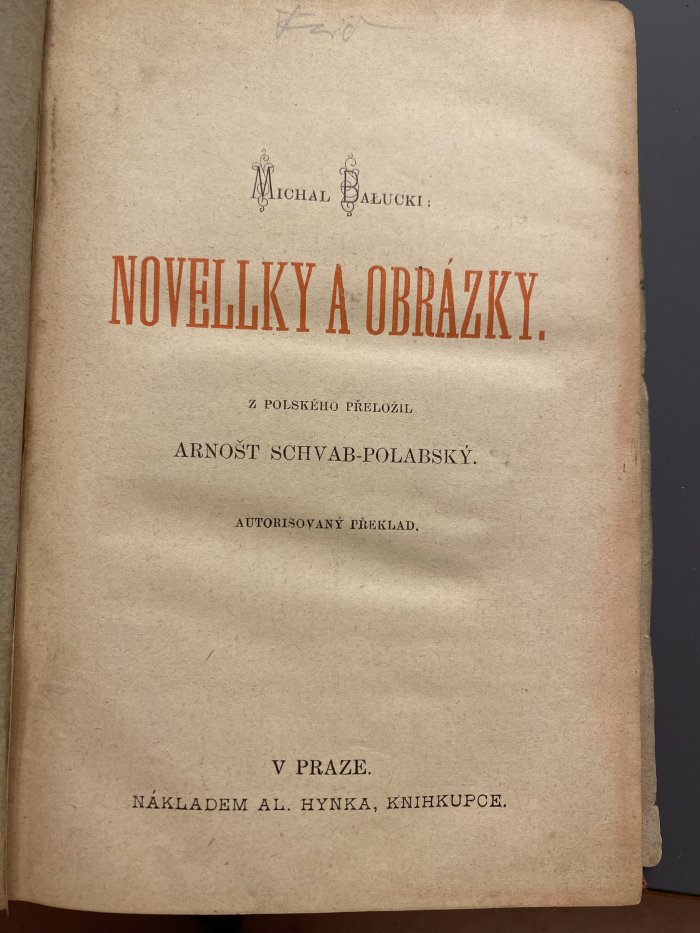 Michal Bałucki:
NOVELLKY A OBRÁZKY.
Z POLSKÉHO PŘELOŽIL
ARNOŠT SCHVAB-POLABSKÝ.
AUTORISOVANÝ PŘEKLAD.
V PRAZE.
NÁKLADEM AL. HYNKA, KNIHKUPCE.